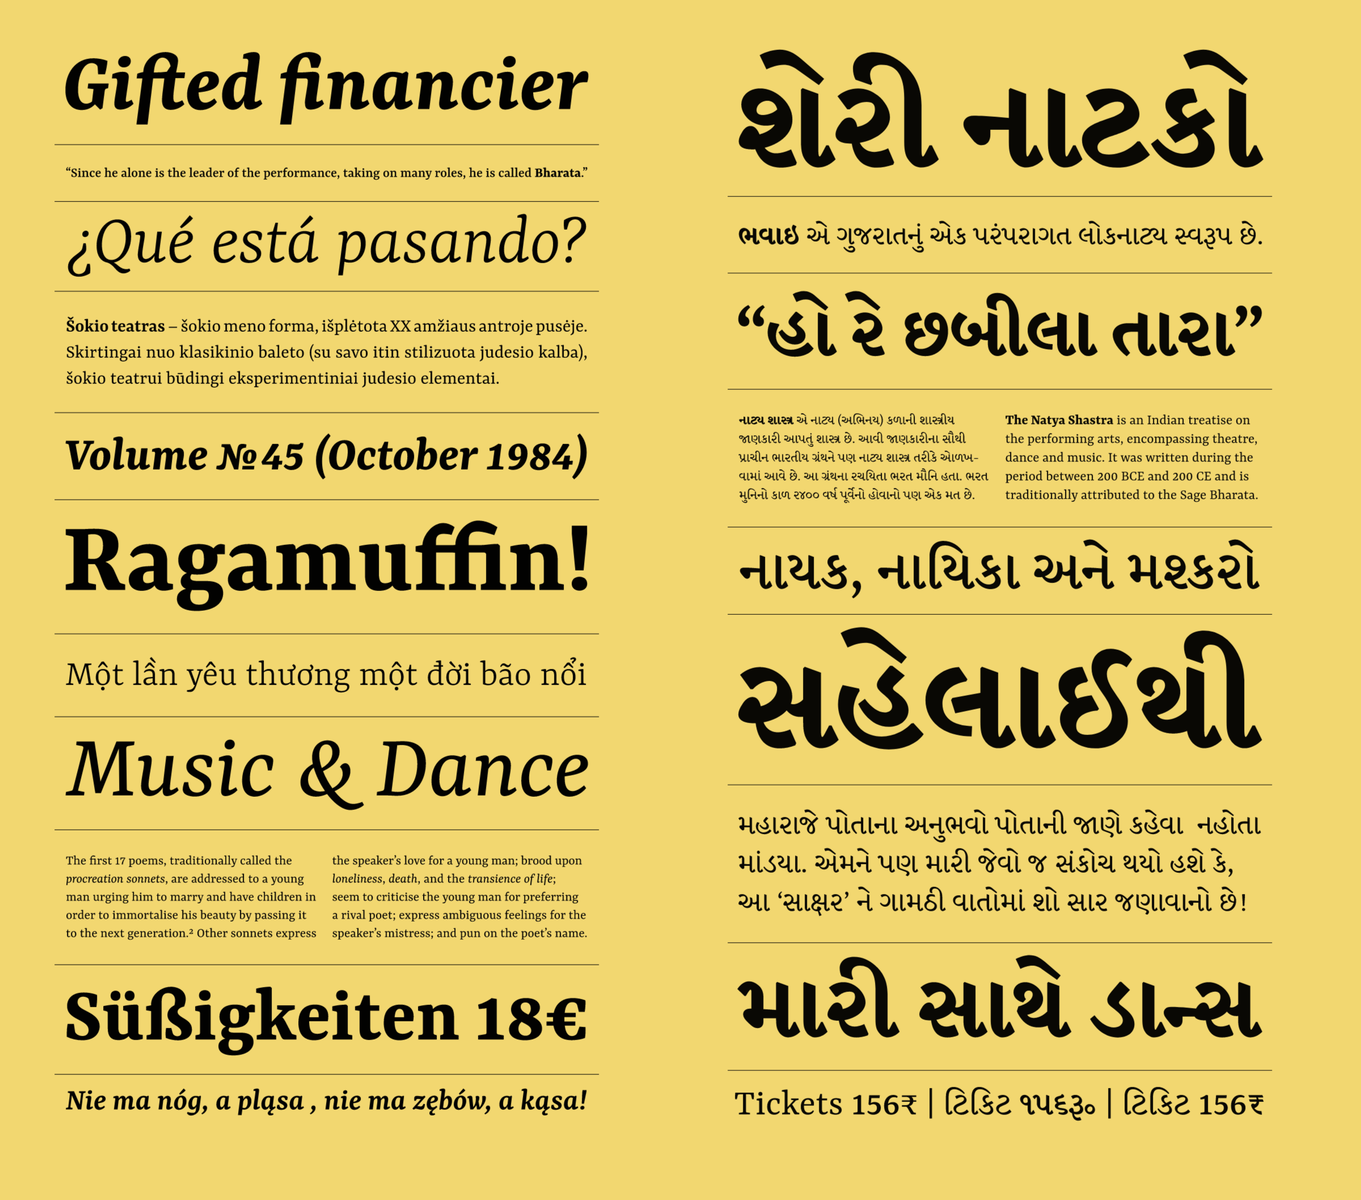 Gifted financier
“Since he alone is the leader of the performance, taking on many roles, he is called Bharata.”
¿Qué está pasando?
Šokio teatras – šokio meno forma, išplėtota XX amžiaus antroje pusėje.
Skirtingai nuo klasikinio baleto (su savo itin stilizuota judesio kalba),
šokio teatrui būdingi eksperimentiniai judesio elementai.
Volume №45 (October 1984)
Ragamuffin!
Một lần yêu thương một đời bão nổi
Music & Dance
The first 17 poems, traditionally called the
procreation sonnets, are addressed to a young
man urging him to marry and have children in
order to immortalise his beauty by passing it
to the next generation.² Other sonnets express
the speaker’s love for a young man; brood upon
loneliness, death, and the transience of life;
seem to criticise the young man for preferring
a rival poet; express ambiguous feelings for the
speaker’s mistress; and pun on the poet’s name.
Süßigkeiten 18€
Nie ma nóg, a pląsa , nie ma zębów, a kąsa!
શેરી નાટકો
ભવાઇ એ ગુજરાતનું એક પરંપરાગત લોકનાટ્ય સ્વરૂપ છે.
“હો રે છબીલા તારા”
નાટ્ય શાસ્ત્ર એ નાટ્ય (અભિનય) કળાની શાસ્ત્રીય
જાણકારી આપતું શાસ્ત્ર છે. આવી જાણકારીના સૌથી
પ્રાચીન ભારતીય ગ્રંથને પણ નાટ્ય શાસ્ત્ર તરીકે એાળખ-
વામાં આવે છે. આ ગ્રંથના રચયિતા ભરત મૌનિ હતા. ભરત
મુનિનો કાળ ૨૪૦૦ વર્ષ પૂર્વેનો હોવાનો પણ એક મત છે.
The Natya Shastra is an Indian treatise on
the performing arts, encompassing theatre,
dance and music. It was written during the
period between 200 BCE and 200 CE and is
traditionally attributed to the Sage Bharata.
નાયક, નાયિકા અને મશ્કરો
સહેલાઈથી
મહારાજે પોતાના અનુભવો પોતાની જાણે કહેવા નહોતા
માંડયા. એમને પણ મારી જેવો જ સંકોચ થયો હશે કે,
આ ‘સાક્ષર’ ને ગામઠી વાતોમાં શો સાર જણાવાનો છે!
મારી સાથે ડાન્સ
Tickets 156₹ | ટિકિટ ૧૫૬રૂ૰ | ટિકિટ 156₹